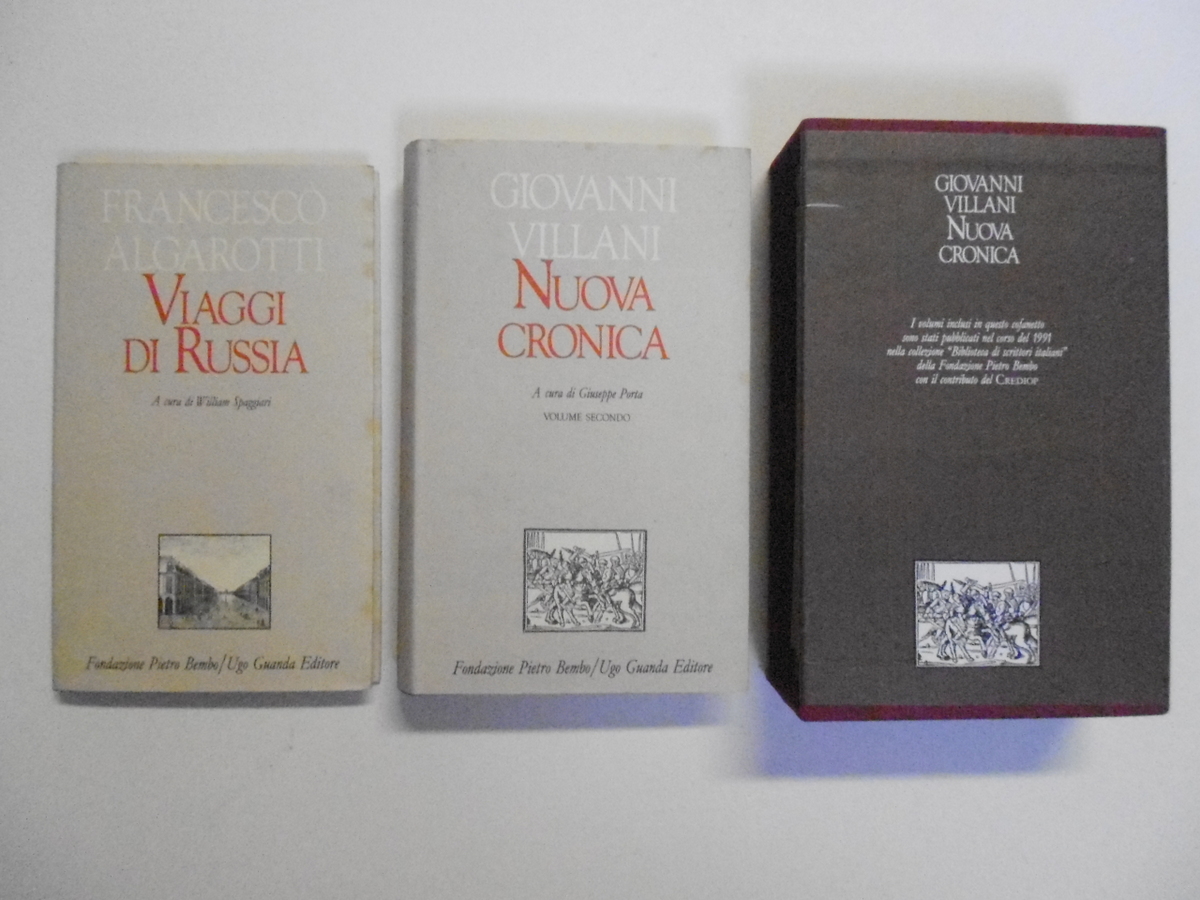 FRANCESCO
ALGAROTTI
VIAGGI
DI RUSSIA
A cura di William Spaggiari
Fondazione Pietro Bembo/Ugo Guanda Editore
GIOVANNI
VILLANI
NUOVA
CRONICA
A cura di Giuseppe Porta
VOLUME SECONDO
Fondazione Pietro Bembo/Ugo Guanda Editore
GIOVANNI
VILLANI
NUOVA
CRONICA
I volumi inclusi in questo cofanetto
sono stati pubblicati nel corso del 1991
nella collezione "Biblioteca di scrittori italiani"
della Fondazione Pietro Bembo
con il contributo del CREDIOP